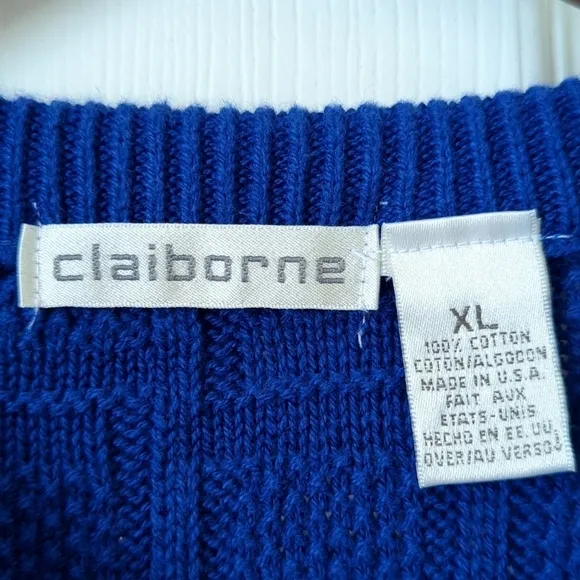 claiborne
XL
100% COTTON
COTON/ALGODON
MADE IN U.S.A.
FAIT AUX
ETATS-UNIS
HECHO EN EE.UU.
OVER/AU VERSO